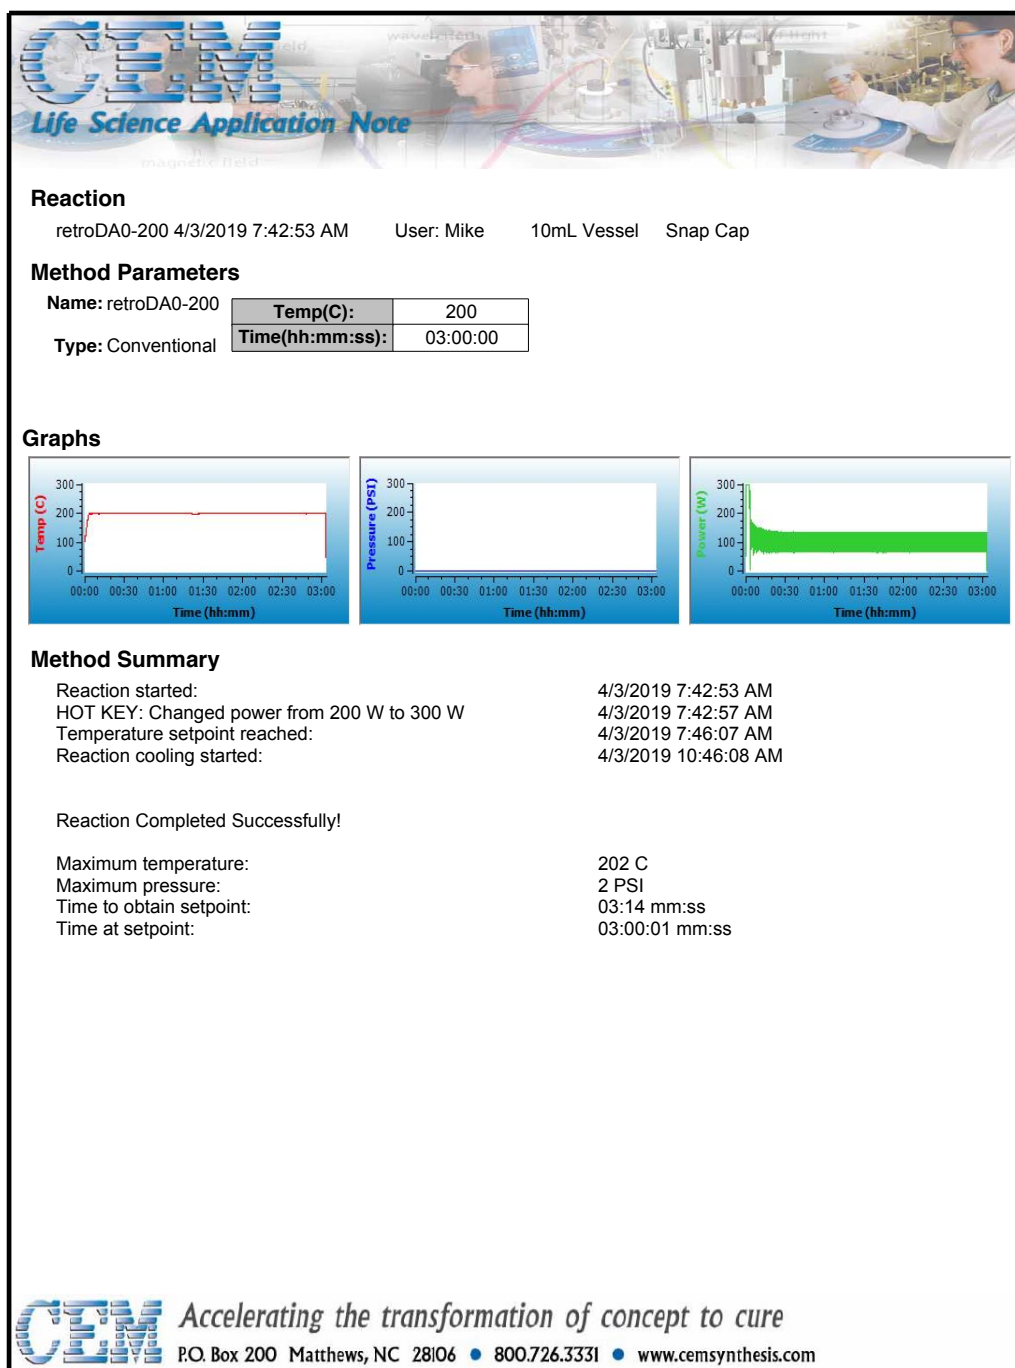 CEM
Life Science Application Note
magnetic field
Reaction
retroDA0-200 4/3/2019 7:42:53 AM User: Mike 10mL Vessel Snap Cap
Method Parameters
Name: retroDA0-200
Temp(C): 200
Time(hh:mm:ss): 03:00:00
Type: Conventional
Graphs
Temp (C)
300
200
100
0
00:00 00:30 01:00 01:30 02:00 02:30 03:00
Time (hh:mm)
Pressure (PSI)
300
200
100
0
00:00 00:30 01:00 01:30 02:00 02:30 03:00
Time (hh:mm)
Power (W)
300
200
100
0
00:00 00:30 01:00 01:30 02:00 02:30 03:00
Time (hh:mm)
Method Summary
Reaction started: 4/3/2019 7:42:53 AM
HOT KEY: Changed power from 200 W to 300 W 4/3/2019 7:42:57 AM
Temperature setpoint reached: 4/3/2019 7:46:07 AM
Reaction cooling started: 4/3/2019 10:46:08 AM
Reaction Completed Successfully!
Maximum temperature: 202 C
Maximum pressure: 2 PSI
Time to obtain setpoint: 03:14 mm:ss
Time at setpoint: 03:00:01 mm:ss
CEM
Accelerating the transformation of concept to cure
P.O. Box 200 Matthews, NC 28106 • 800.726.3331 • www.cemsynthesis.com